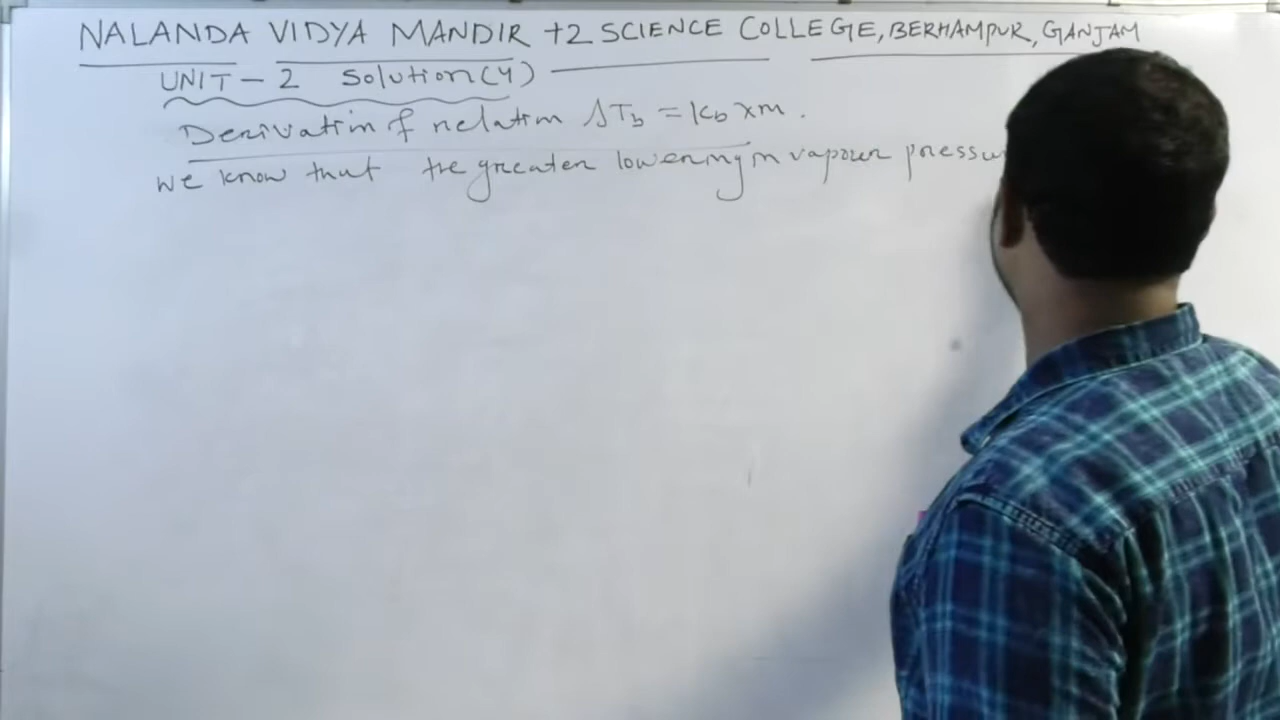 NALANDA VIDYA MANDIR +2 SCIENCE COLLEGE, BERHAMPUR, GANJAM
UNIT - 2 Solution(4)
Derivation of relation ΔTb = Kb x m.
we know that the greater lowering in vapour pressu